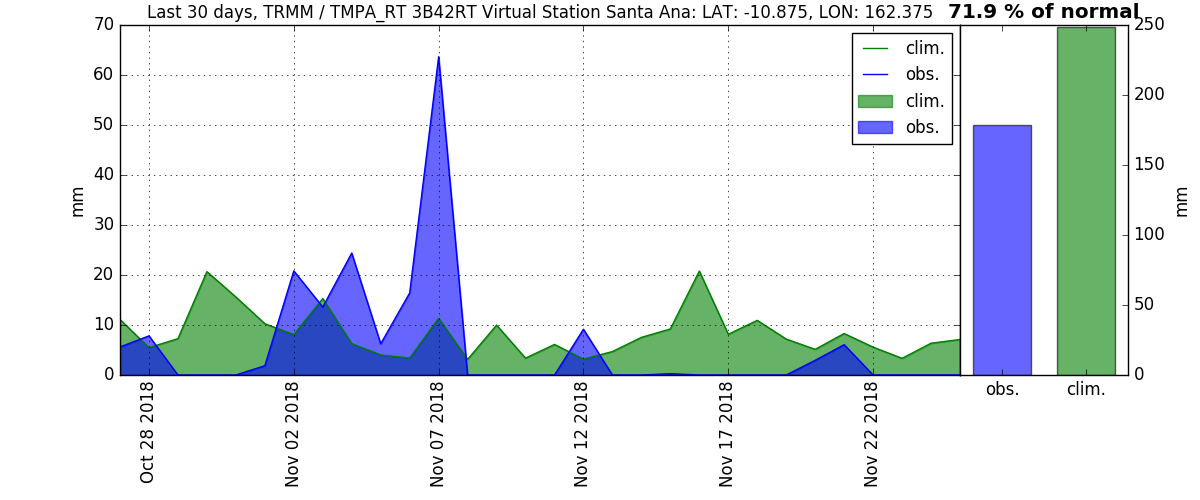 Last 30 days, TRMM / TMPA_RT 3B42RT Virtual Station Santa Ana: LAT: -10.875, LON: 162.375
71.9 % of normal
70
60
50
40
30
20
10
0
mm
clim.
obs.
clim.
obs.
Oct 28 2018
Nov 02 2018
Nov 07 2018
Nov 12 2018
Nov 17 2018
Nov 22 2018
250
200
150
100
50
0
mm
obs.
clim.